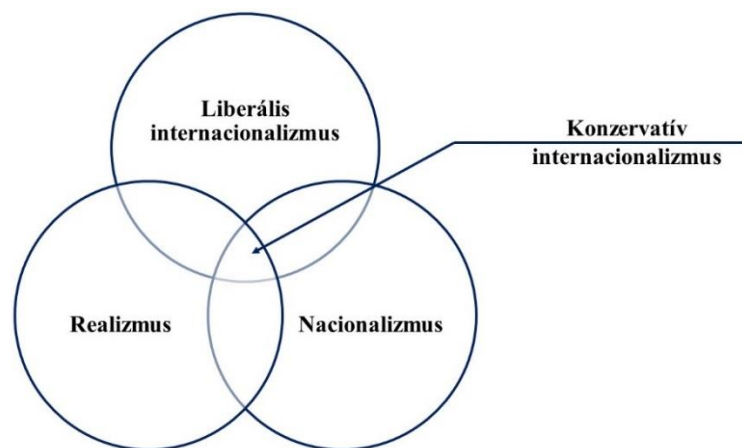 Liberális
internacionalizmus
Konzervatív
internacionalizmus
Realizmus
Nacionalizmus